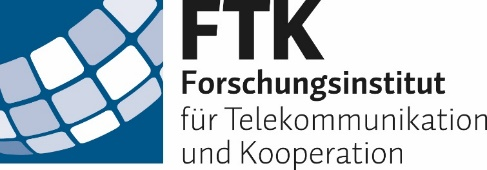 FTK
Forschungsinstitut
für Telekommunikation
und Kooperation